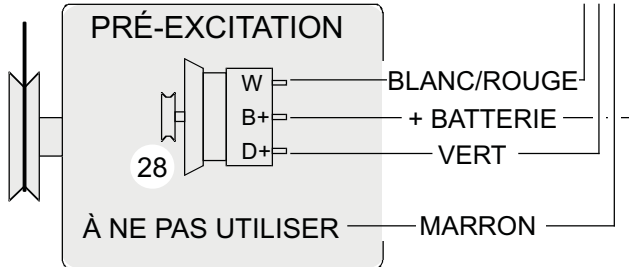 PRÉ-EXCITATION
W BLANC/ROUGE
B+ + BATTERIE
D+ VERT
28
À NE PAS UTILISER MARRON